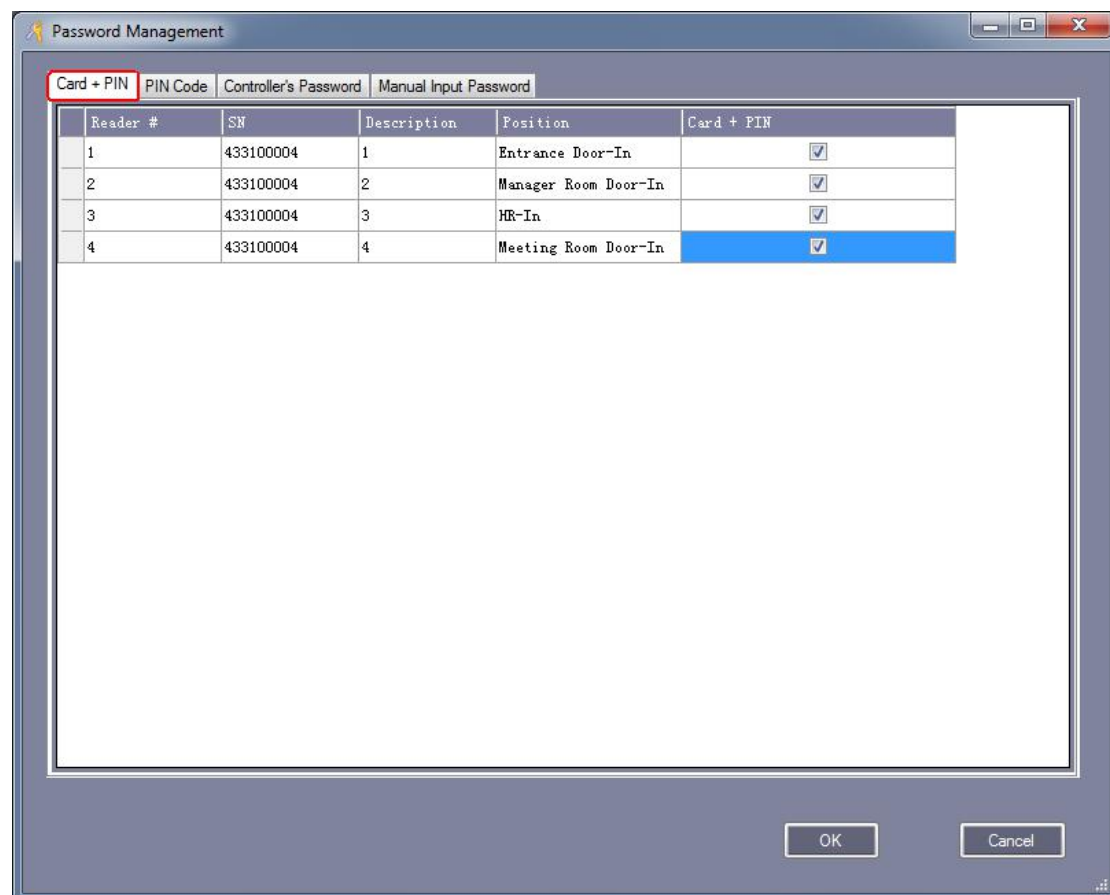 Password Management
Card + PIN PIN Code Controller's Password Manual Input Password
Reader # SN Description Position Card + PIN
1 433100004 1 Entrance Door-In
2 433100004 2 Manager Room Door-In
3 433100004 3 HR-In
4 433100004 4 Meeting Room Door-In
OK Cancel